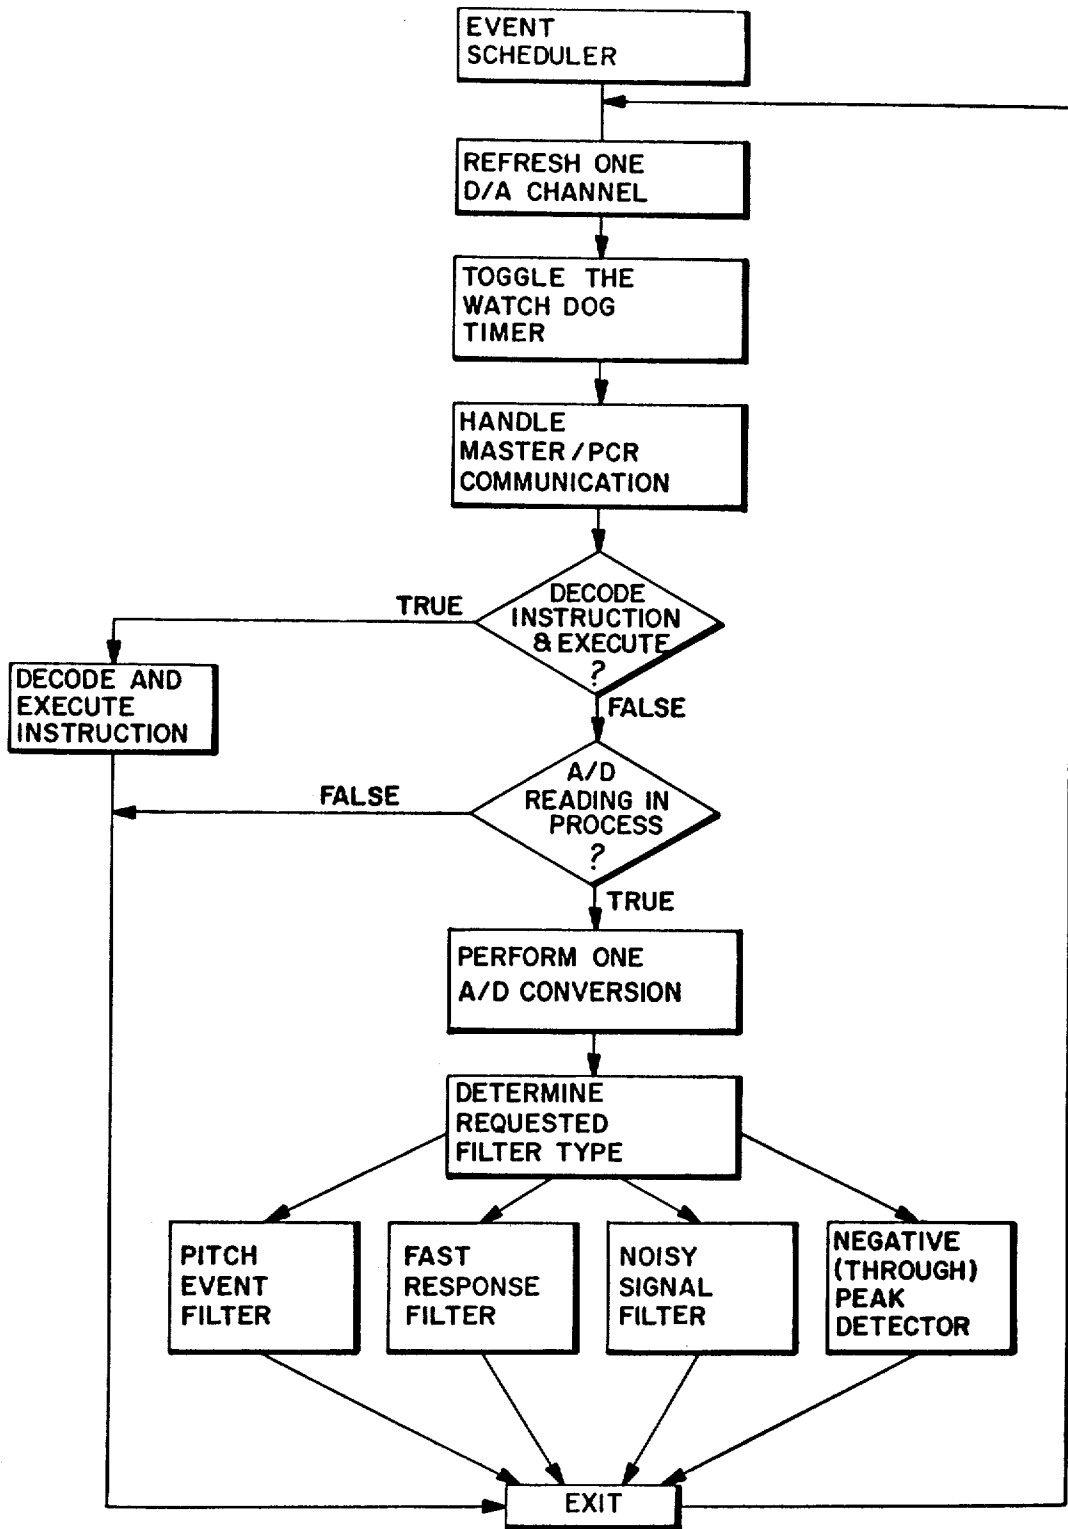 EVENT
SCHEDULER
REFRESH ONE
D/A CHANNEL
TOGGLE THE
WATCH DOG
TIMER
HANDLE
MASTER/PCR
COMMUNICATION
DECODE
INSTRUCTION
& EXECUTE
?
TRUE
DECODE AND
EXECUTE
INSTRUCTION
FALSE
A/D
READING IN
PROCESS
?
FALSE
TRUE
PERFORM ONE
A/D CONVERSION
DETERMINE
REQUESTED
FILTER TYPE
PITCH
EVENT
FILTER
FAST
RESPONSE
FILTER
NOISY
SIGNAL
FILTER
NEGATIVE
(THROUGH)
PEAK
DETECTOR
EXIT